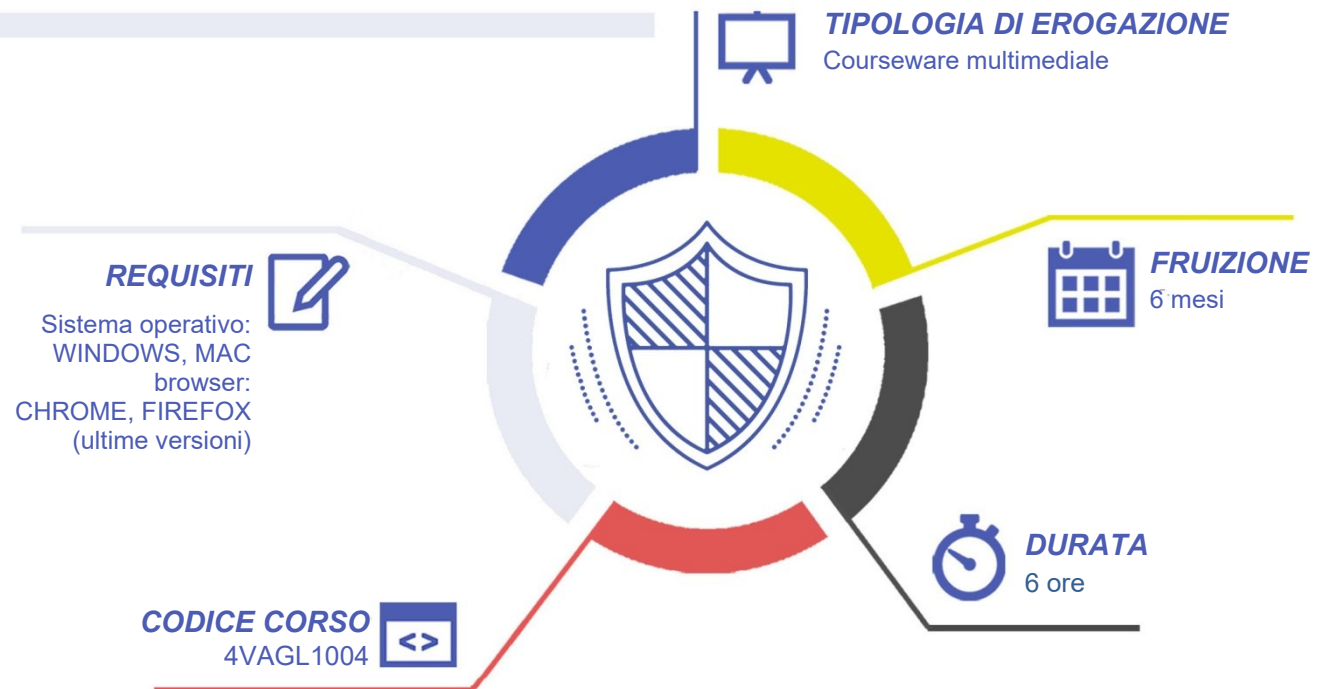 TIPOLOGIA DI EROGAZIONE
Courseware multimediale
REQUISITI
Sistema operativo:
WINDOWS, MAC
browser:
CHROME, FIREFOX
(ultime versioni)
FRUIZIONE
6 mesi
DURATA
6 ore
CODICE CORSO
4VAGL1004